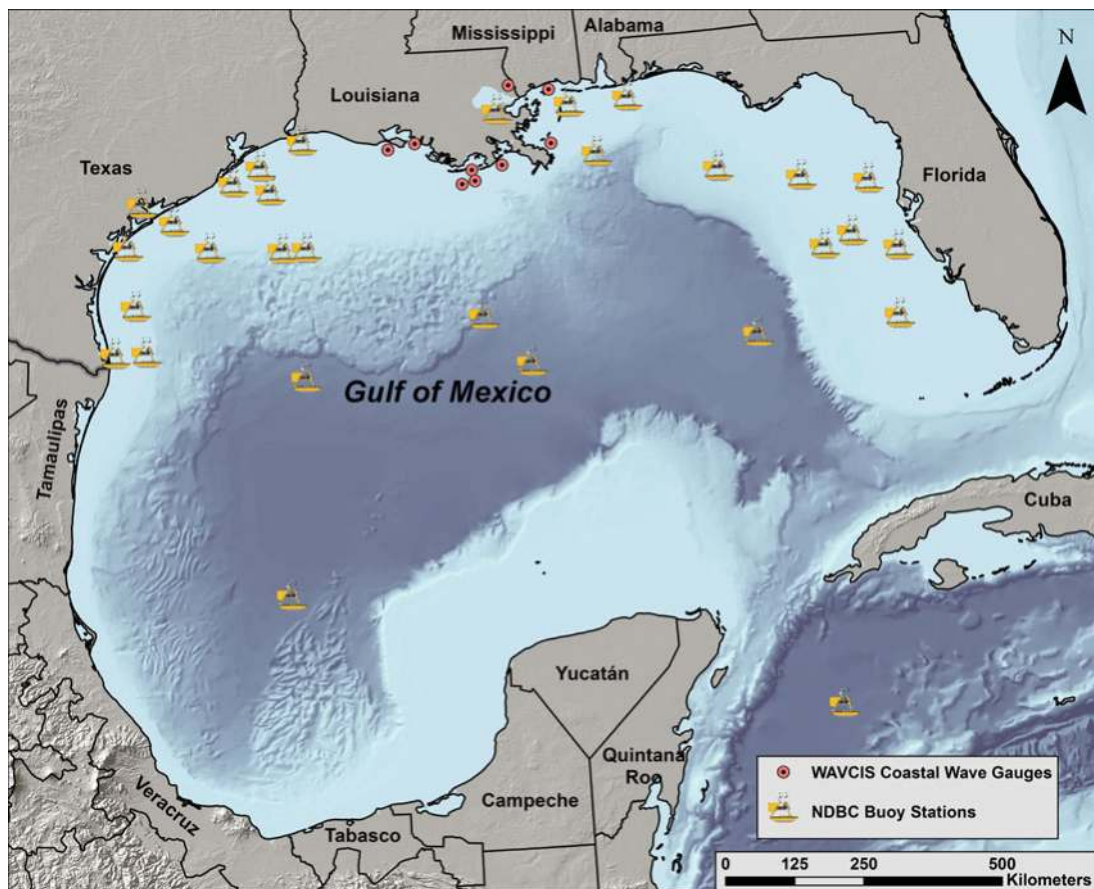 Mississippi
Alabama
N
Louisiana
Texas
Florida
Gulf of Mexico
Tamaulipas
Cuba
Yucatán
Quintana
Roo
Campeche
Veracruz
Tabasco
WAVCIS Coastal Wave Gauges
NDBC Buoy Stations
0 125 250 500
Kilometers